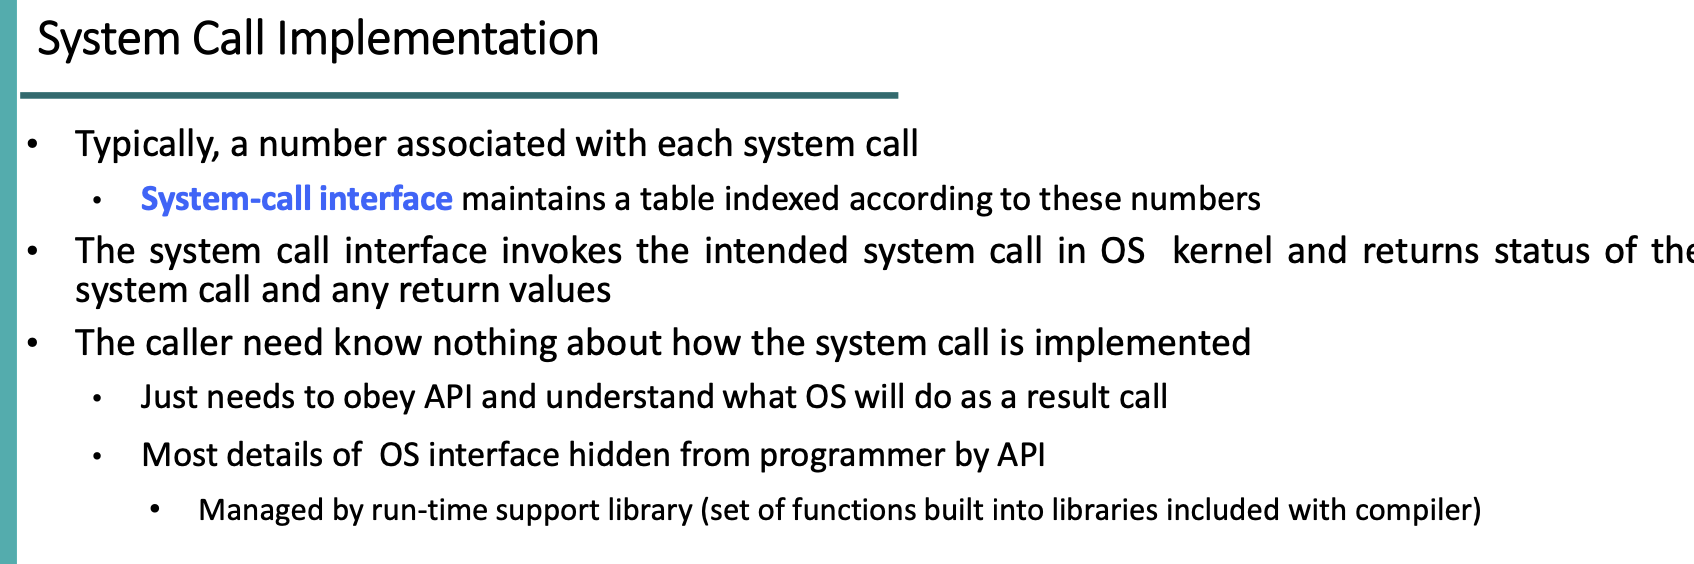 System Call Implementation
• Typically, a number associated with each system call
• System-call interface maintains a table indexed according to these numbers
• The system call interface invokes the intended system call in OS kernel and returns status of the
system call and any return values
• The caller need know nothing about how the system call is implemented
• Just needs to obey API and understand what OS will do as a result call
• Most details of OS interface hidden from programmer by API
• Managed by run-time support library (set of functions built into libraries included with compiler)